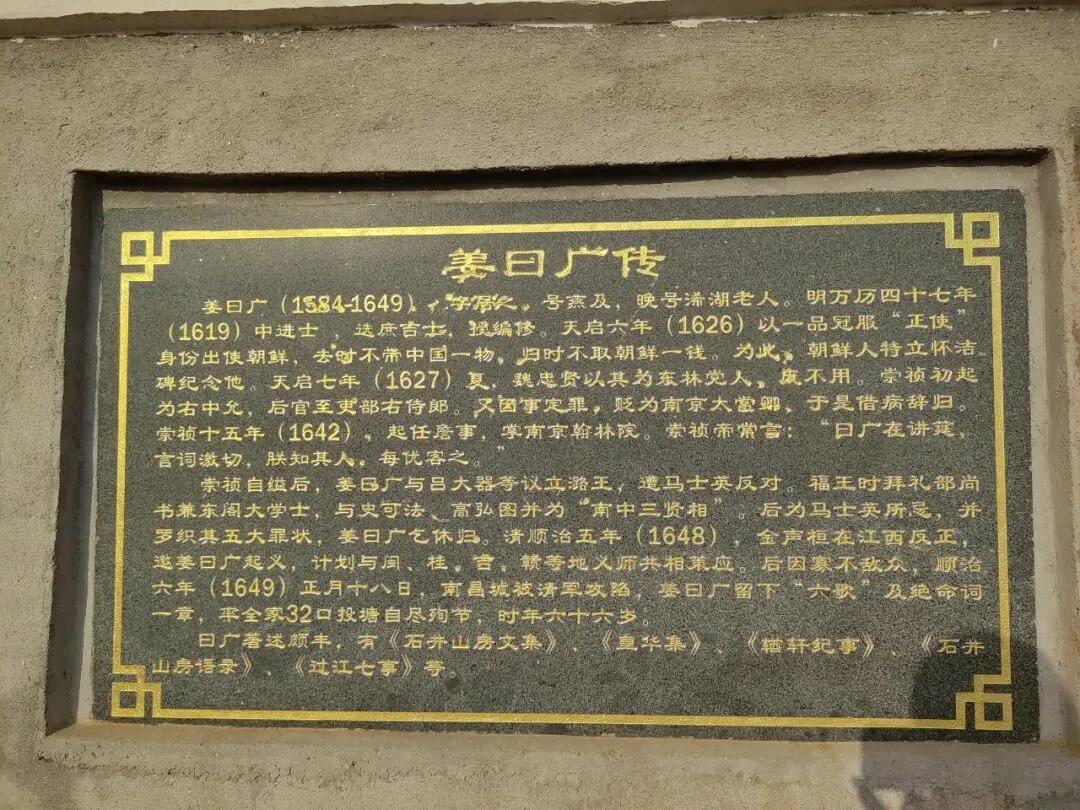 姜曰广传
姜曰广（1584-1649），字居之，号燕及，晚号浠湖老人。明万历四十七年
（1619）中进士，选庶吉士，授编修。天启六年（1626）以一品冠服“正使”
身份出使朝鲜，去时不带中国一物，归时不取朝鲜一钱。为此，朝鲜人特立怀洁
碑纪念他。天启七年（1627）夏，魏忠贤以其为东林党人，废不用。崇祯初起
为右中允，后官至吏部右侍郎。又因事定罪，贬为南京太常卿，于是借病辞归。
崇祯十五年（1642），起任詹事，掌南京翰林院。崇祯帝常言：“曰广在讲筵，
言词激切，朕知其人，每优客之。”
崇祯自缢后，姜曰广与吕大器等议立潞王，遭马士英反对。福王时拜礼部尚
书兼东阁大学士，与史可法、高弘图并为“南中三贤相”。后为马士英所忌，并
罗织其五大罪状，姜曰广乞休归。清顺治五年（1648），金声桓在江西反正，
邀姜曰广起义，计划与闽、桂，吉，赣等地义师共相策应。后因寡不敌众，顺治
六年（1649）正月十八日，南昌城被清军攻陷，姜曰广留下“六歌”及绝命词
一章，率全家32口投塘自尽殉节，时年六十六岁。
曰广著述颇丰，有《石井山房文集》、《皇华集》、《輶轩纪事》、《石井
山房语录》、《过江七事》等。